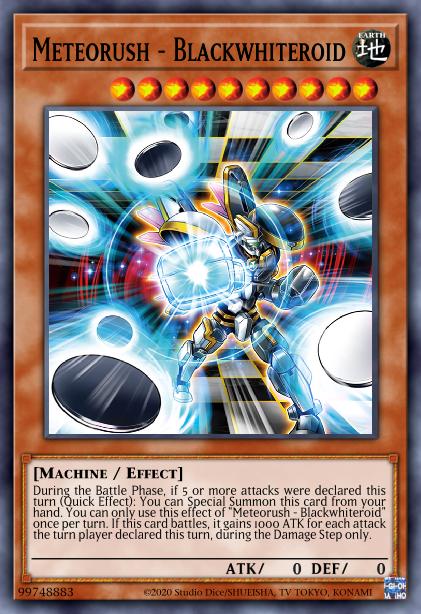 METEORUSH - BLACKWHITEROID
EARTH
地
[MACHINE / EFFECT]
During the Battle Phase, if 5 or more attacks were declared this
turn (Quick Effect): You can Special Summon this card from your
hand. You can only use this effect of "Meteorush - Blackwhiteroid"
once per turn. If this card battles, it gains 1000 ATK for each attack
the turn player declared this turn, during the Damage Step only.
ATK/ 0 DEF/ 0
99748883 ©2020 Studio Dice/SHUEISHA, TV TOKYO, KONAMI